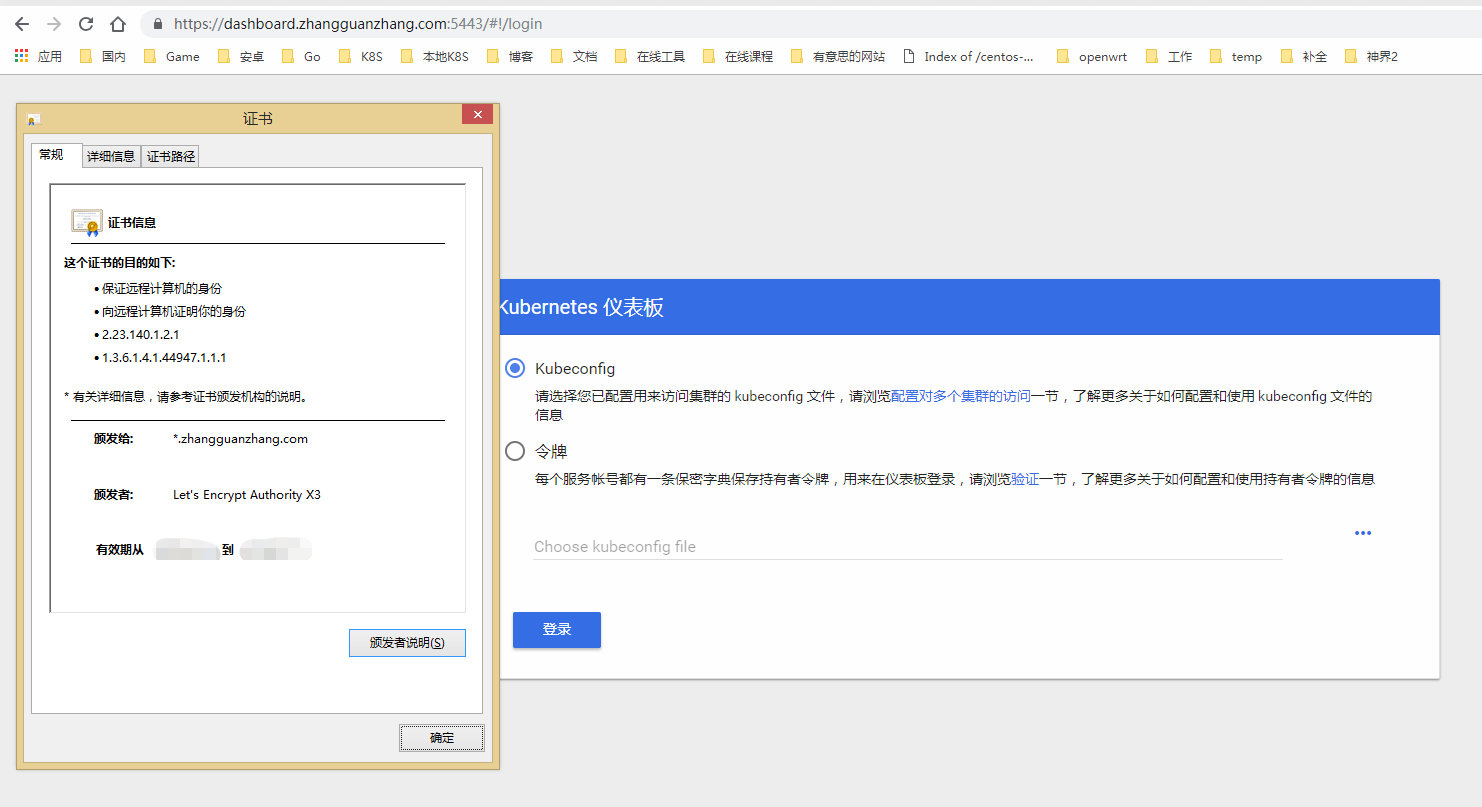 https://dashboard.zhangguanzhang.com:5443/#!/login
应用 国内 Game 安卓 Go K8S 本地K8S 博客 文档 在线工具 在线课程 有意思的网站 Index of /centos-... openwrt 工作 temp 补全 神界2
证书
常规 详细信息 证书路径
证书信息
这个证书的目的如下:
• 保证远程计算机的身份
• 向远程计算机证明你的身份
• 2.23.140.1.2.1
• 1.3.6.1.4.1.44947.1.1.1
* 有关详细信息，请参考证书颁发机构的说明。
颁发给: *.zhangguanzhang.com
颁发者: Let's Encrypt Authority X3
有效期从 到
颁发者说明(S)
确定
Kubernetes 仪表板
Kubeconfig
请选择您已配置用来访问集群的 kubeconfig 文件，请浏览配置对多个集群的访问一节，了解更多关于如何配置和使用 kubeconfig 文件的
信息
令牌
每个服务帐号都有一条保密字典保存持有者令牌，用来在仪表板登录，请浏览验证一节，了解更多关于如何配置和使用持有者令牌的信息
Choose kubeconfig file
登录